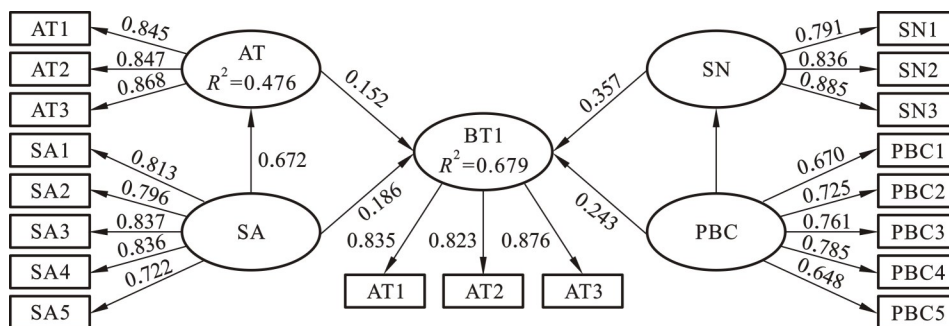 AT1
AT2
AT3
SA1
SA2
SA3
SA4
SA5
0.845
0.847
0.868
AT
R²=0.476
0.672
0.813
0.796
0.837
0.836
0.722
SA
0.152
0.186
BT1
R²=0.679
0.835
0.823
0.876
AT1
AT2
AT3
0.357
0.243
SN
PBC
0.791
0.836
0.885
0.670
0.725
0.761
0.785
0.648
SN1
SN2
SN3
PBC1
PBC2
PBC3
PBC4
PBC5